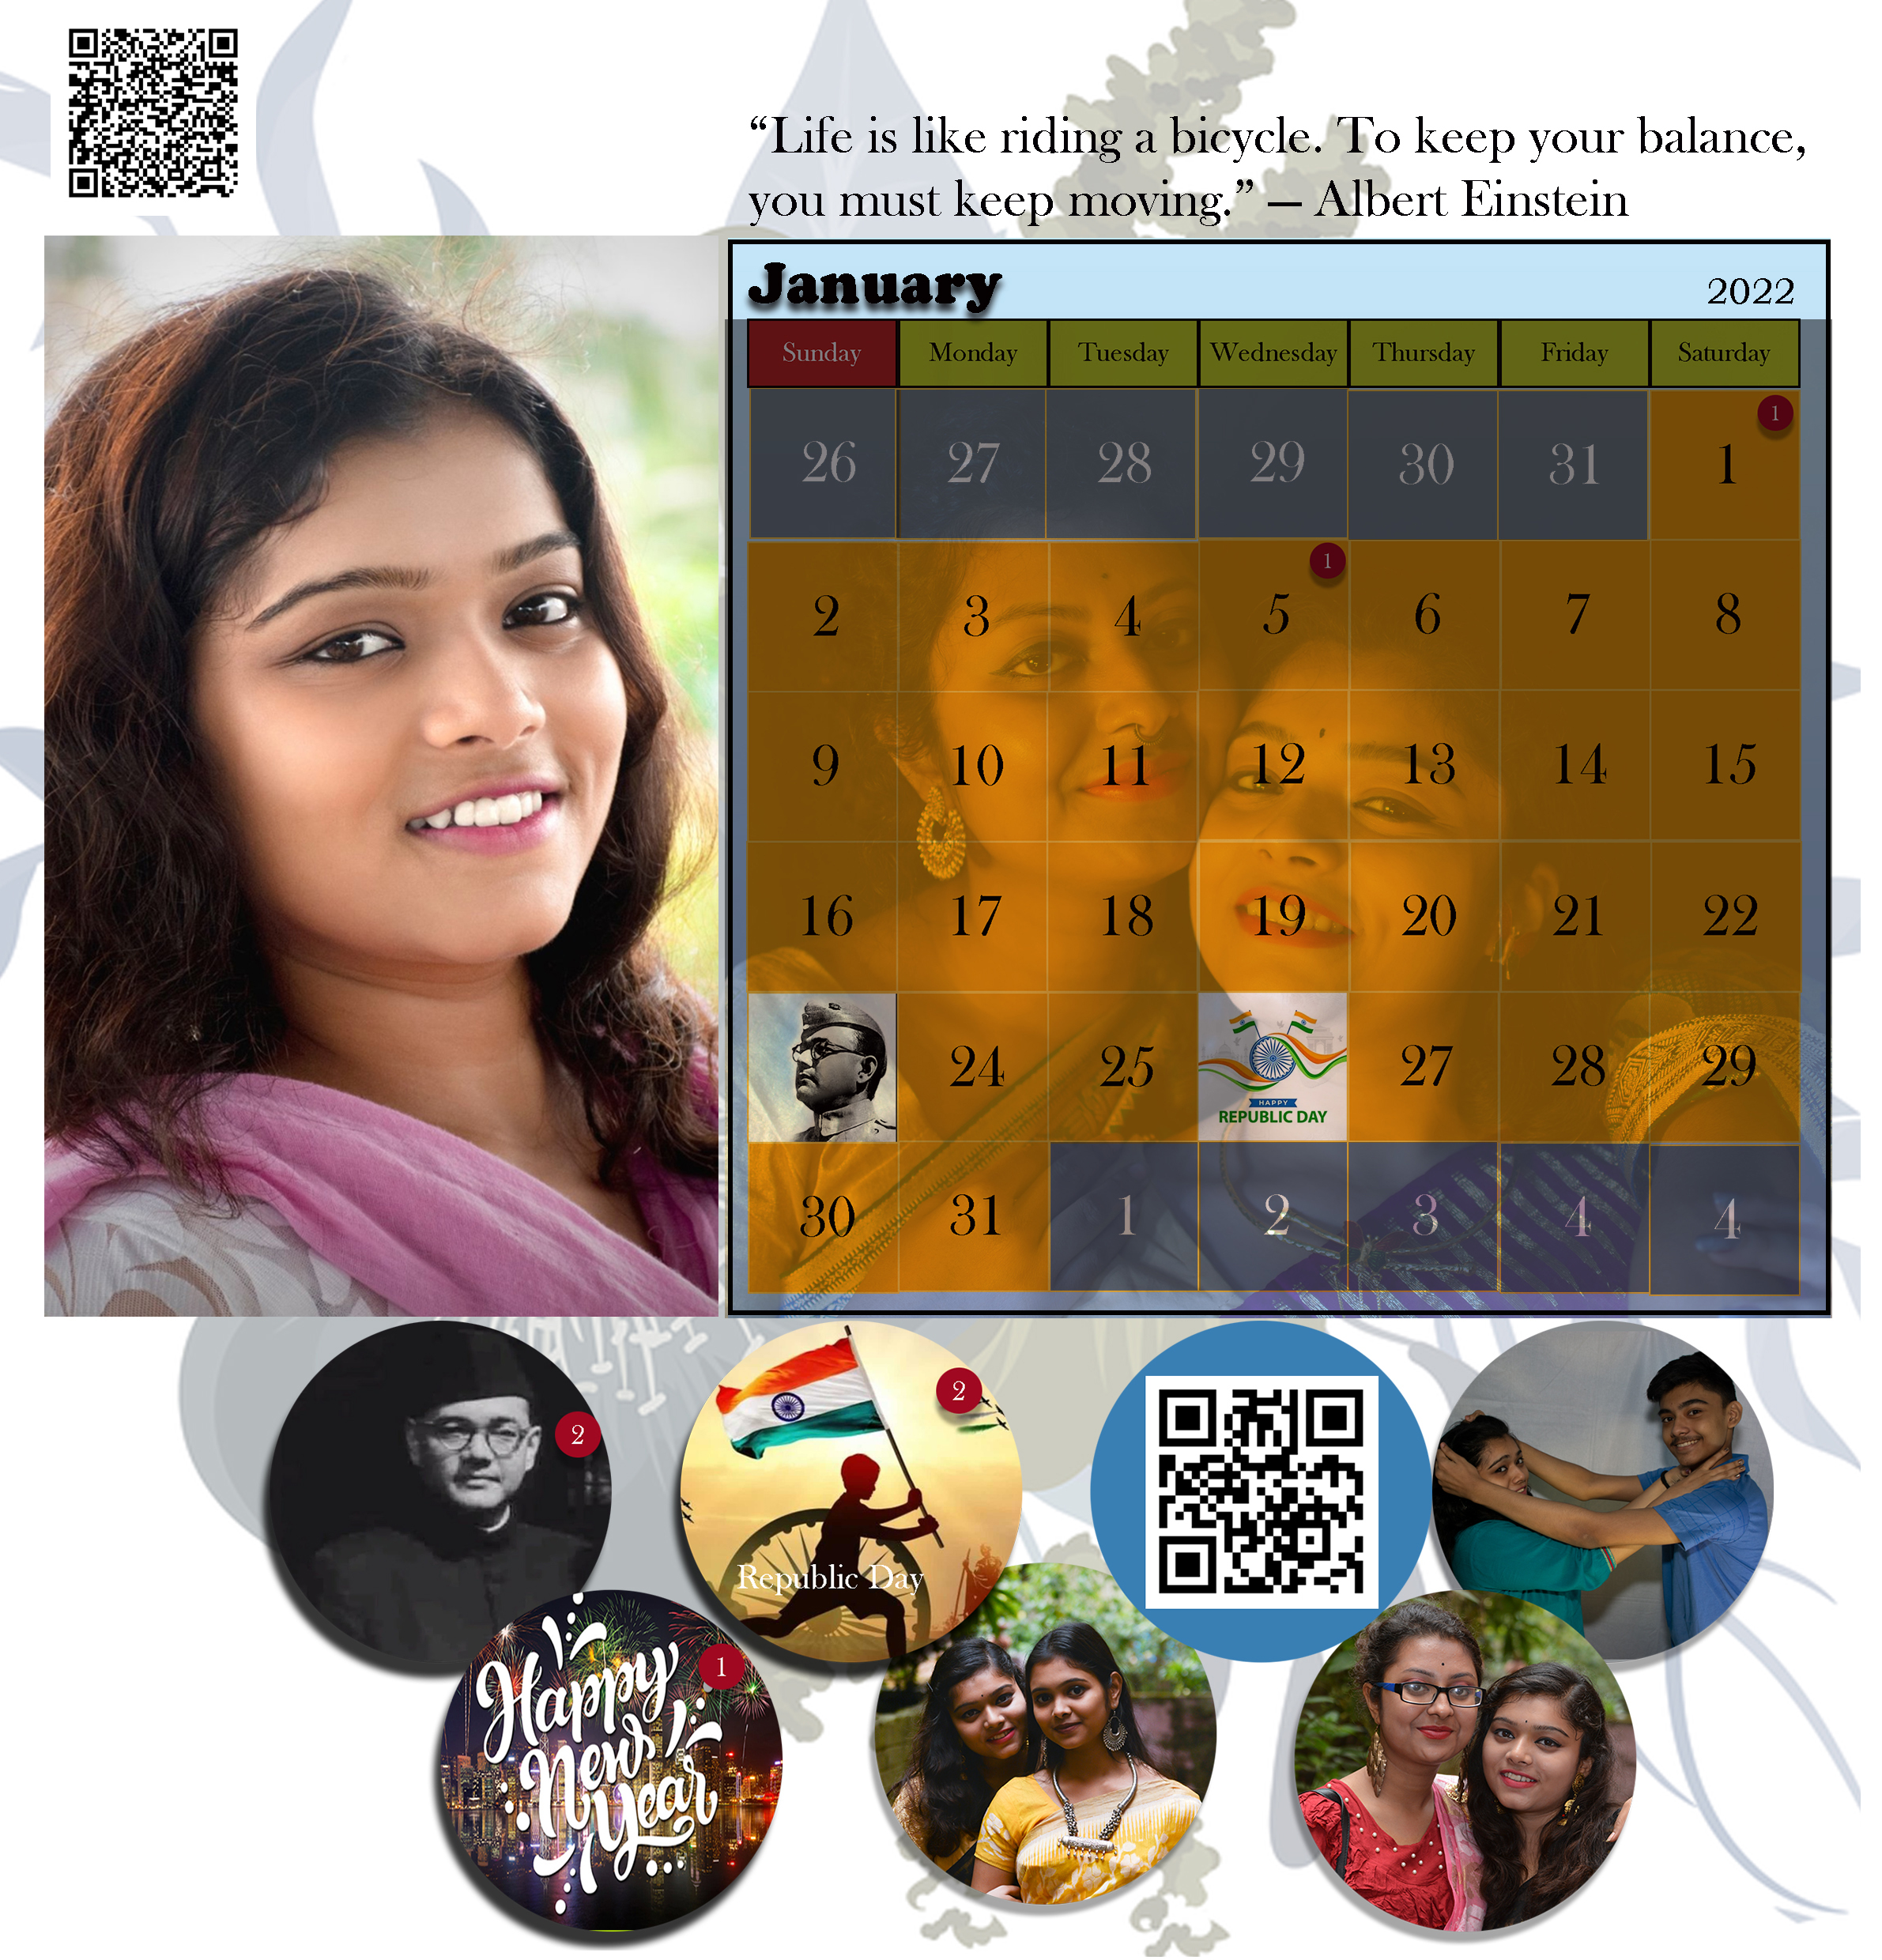 “Life is like riding a bicycle. To keep your balance,
you must keep moving.” — Albert Einstein
January 2022
Sunday Monday Tuesday Wednesday Thursday Friday Saturday
1
26 27 28 29 30 31 1
1
2 3 4 5 6 7 8
9 10 11 12 13 14 15
16 17 18 19 20 21 22
24 25 27 28 29
HAPPY
REPUBLIC DAY
30 31 1 2 3 4 4
2
2
Republic Day
1
Happy
New
Year